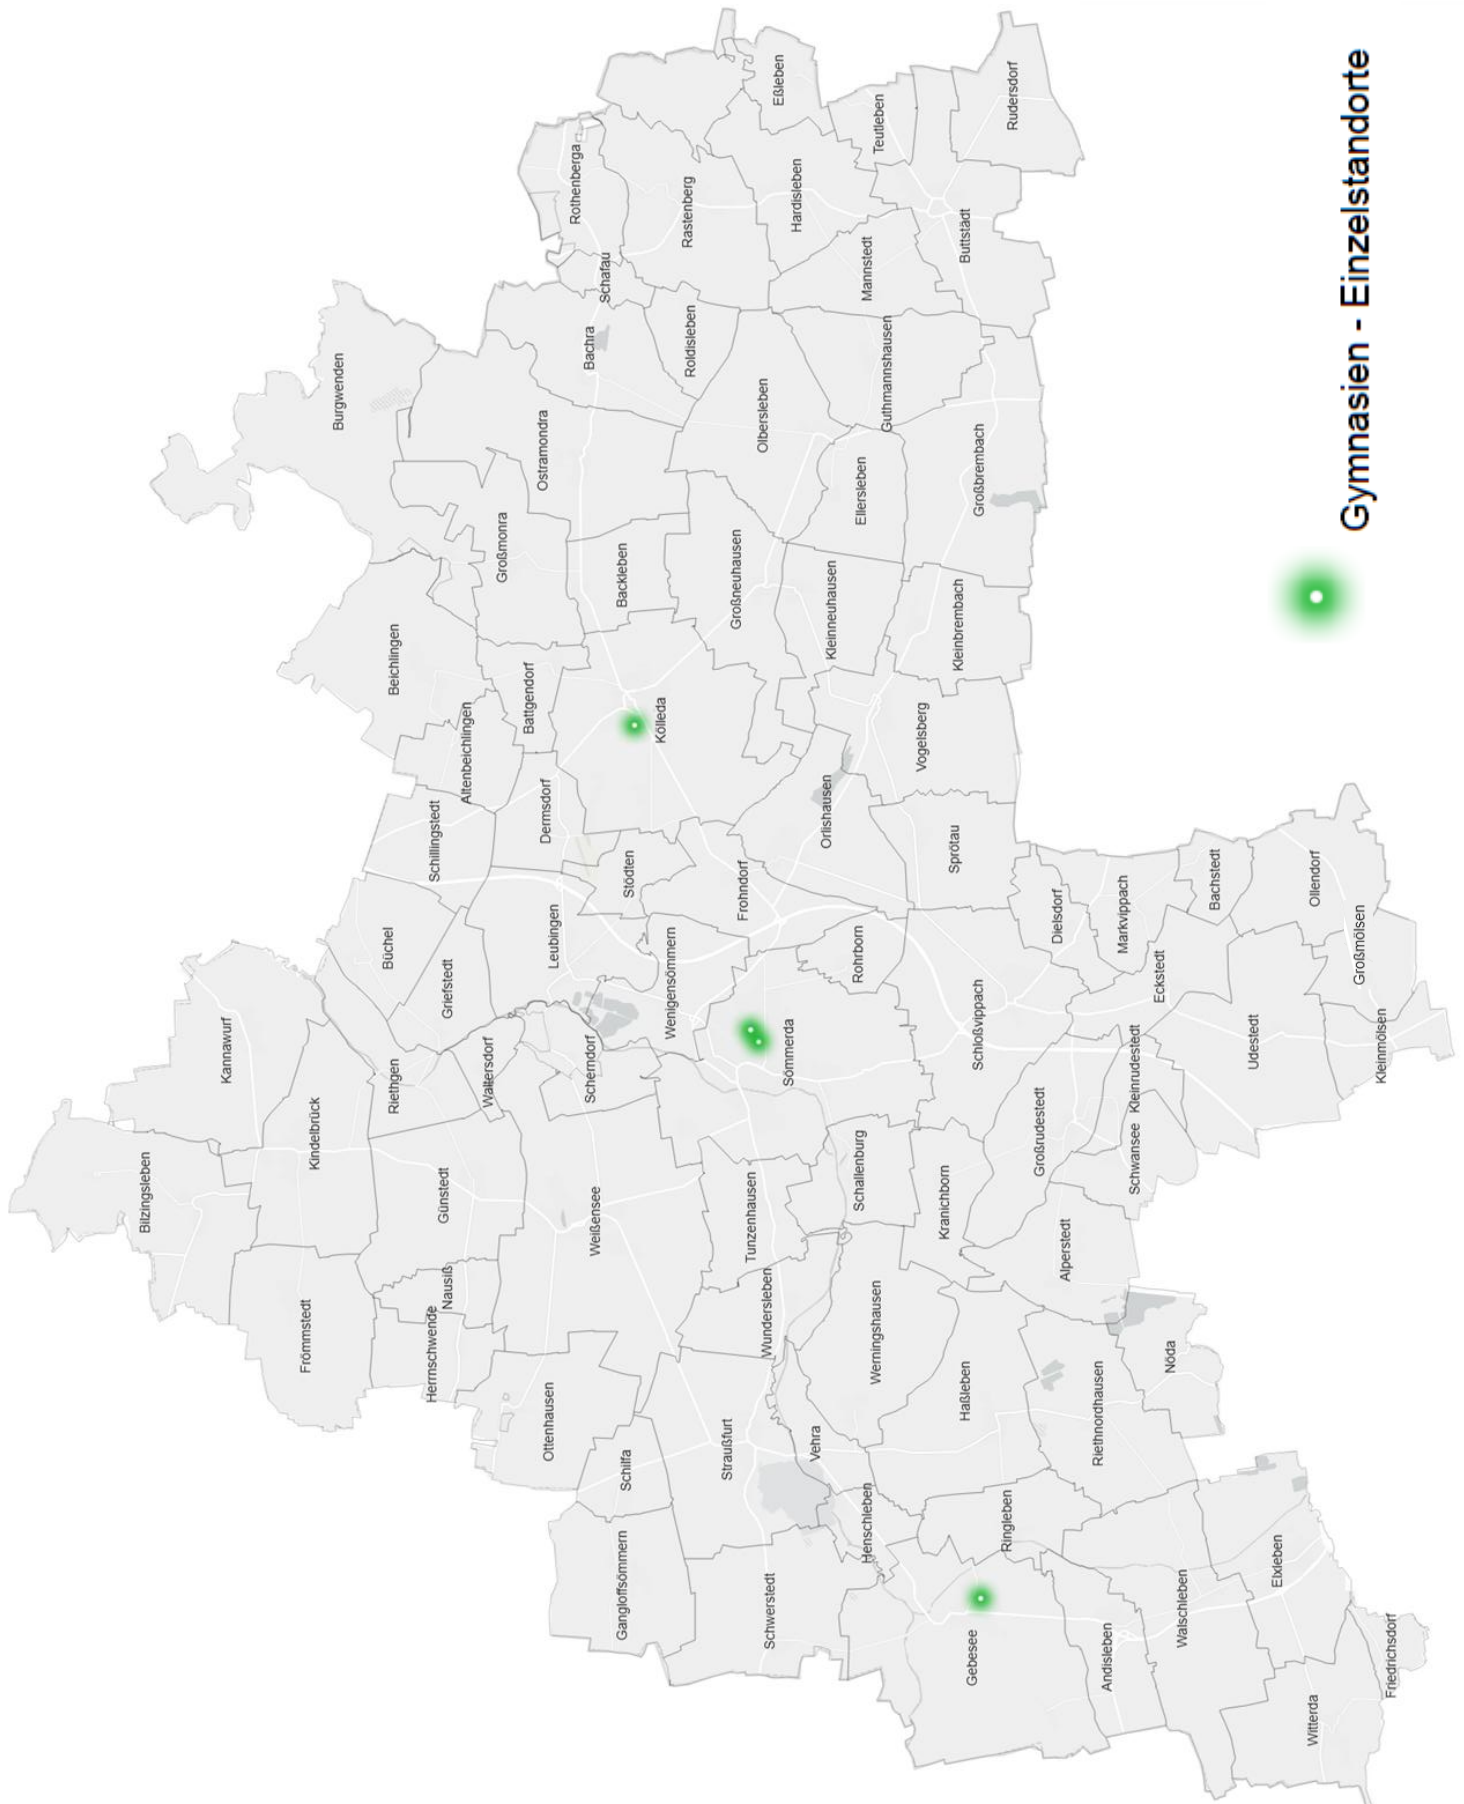 Bilzingsleben
Kannawurf
Kindelbrück
Frömmstedt
Büchel
Griefstedt
Riethgen
Günstedt
Herrnschwende
Nausiß
Waltersdorf
Schillingstedt
Altenbeichlingen
Beichlingen
Burgwenden
Battgendorf
Großmonra
Ostramondra
Dermsdorf
Leubingen
Scherndorf
Weißensee
Ottenhausen
Schilfa
Gangloffsömmern
Stödten
Kölleda
Backleben
Bachra
Schafau
Rothenberga
Rastenberg
Roldisleben
Wenigensömmern
Frohndorf
Großneuhausen
Olbersleben
Eßleben
Hardisleben
Sömmerda
Tunzenhausen
Wundersleben
Straußfurt
Schwerstedt
Orlishausen
Kleinneuhausen
Ellersleben
Guthmannshausen
Mannstedt
Teutleben
Rohrborn
Schallenburg
Werningshausen
Vehra
Henschleben
Vogelsberg
Sprötau
Kleinbrembach
Großbrembach
Buttstädt
Rudersdorf
Schloßvippach
Kranichborn
Haßleben
Ringleben
Gebesee
Dielsdorf
Markvippach
Eckstedt
Großrudestedt
Kleinrudestedt
Schwansee
Alperstedt
Riethnordhausen
Nöda
Andisleben
Walschleben
Elxleben
Witterda
Friedrichsdorf
Bachstedt
Ollendorf
Großmölsen
Kleinmölsen
Udestedt
Gymnasien - Einzelstandorte